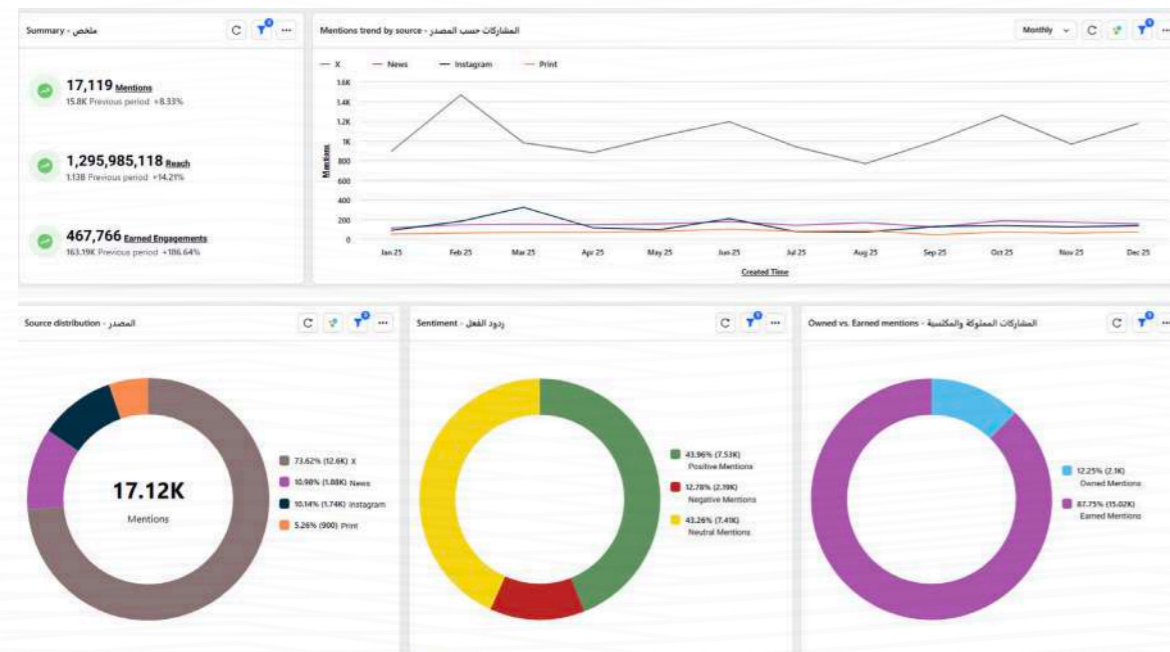 Summary - ملخص
17,119 Mentions
15.8K Previous period +8.33%
1,295,985,118 Reach
1.13B Previous period +14.21%
467,766 Earned Engagements
163.19K Previous period +186.64%
Mentions trend by source - المشاركات حسب المصدر
Monthly
X News Instagram Print
1.6K
1.4K
1.2K
1K
800
600
400
200
0
Mentions
Jan 25 Feb 25 Mar 25 Apr 25 May 25 Jun 25 Jul 25 Aug 25 Sep 25 Oct 25 Nov 25 Dec 25
Created Time
Source distribution - المصدر
17.12K
Mentions
73.62% (12.6K) X
10.98% (1.88K) News
10.14% (1.74K) Instagram
5.26% (900) Print
Sentiment - ردود الفعل
43.96% (7.53K)
Positive Mentions
12.78% (2.19K)
Negative Mentions
43.26% (7.41K)
Neutral Mentions
Owned vs. Earned mentions - المشاركات المملوكة والمكتسبة
12.25% (2.1K)
Owned Mentions
87.75% (15.02K)
Earned Mentions